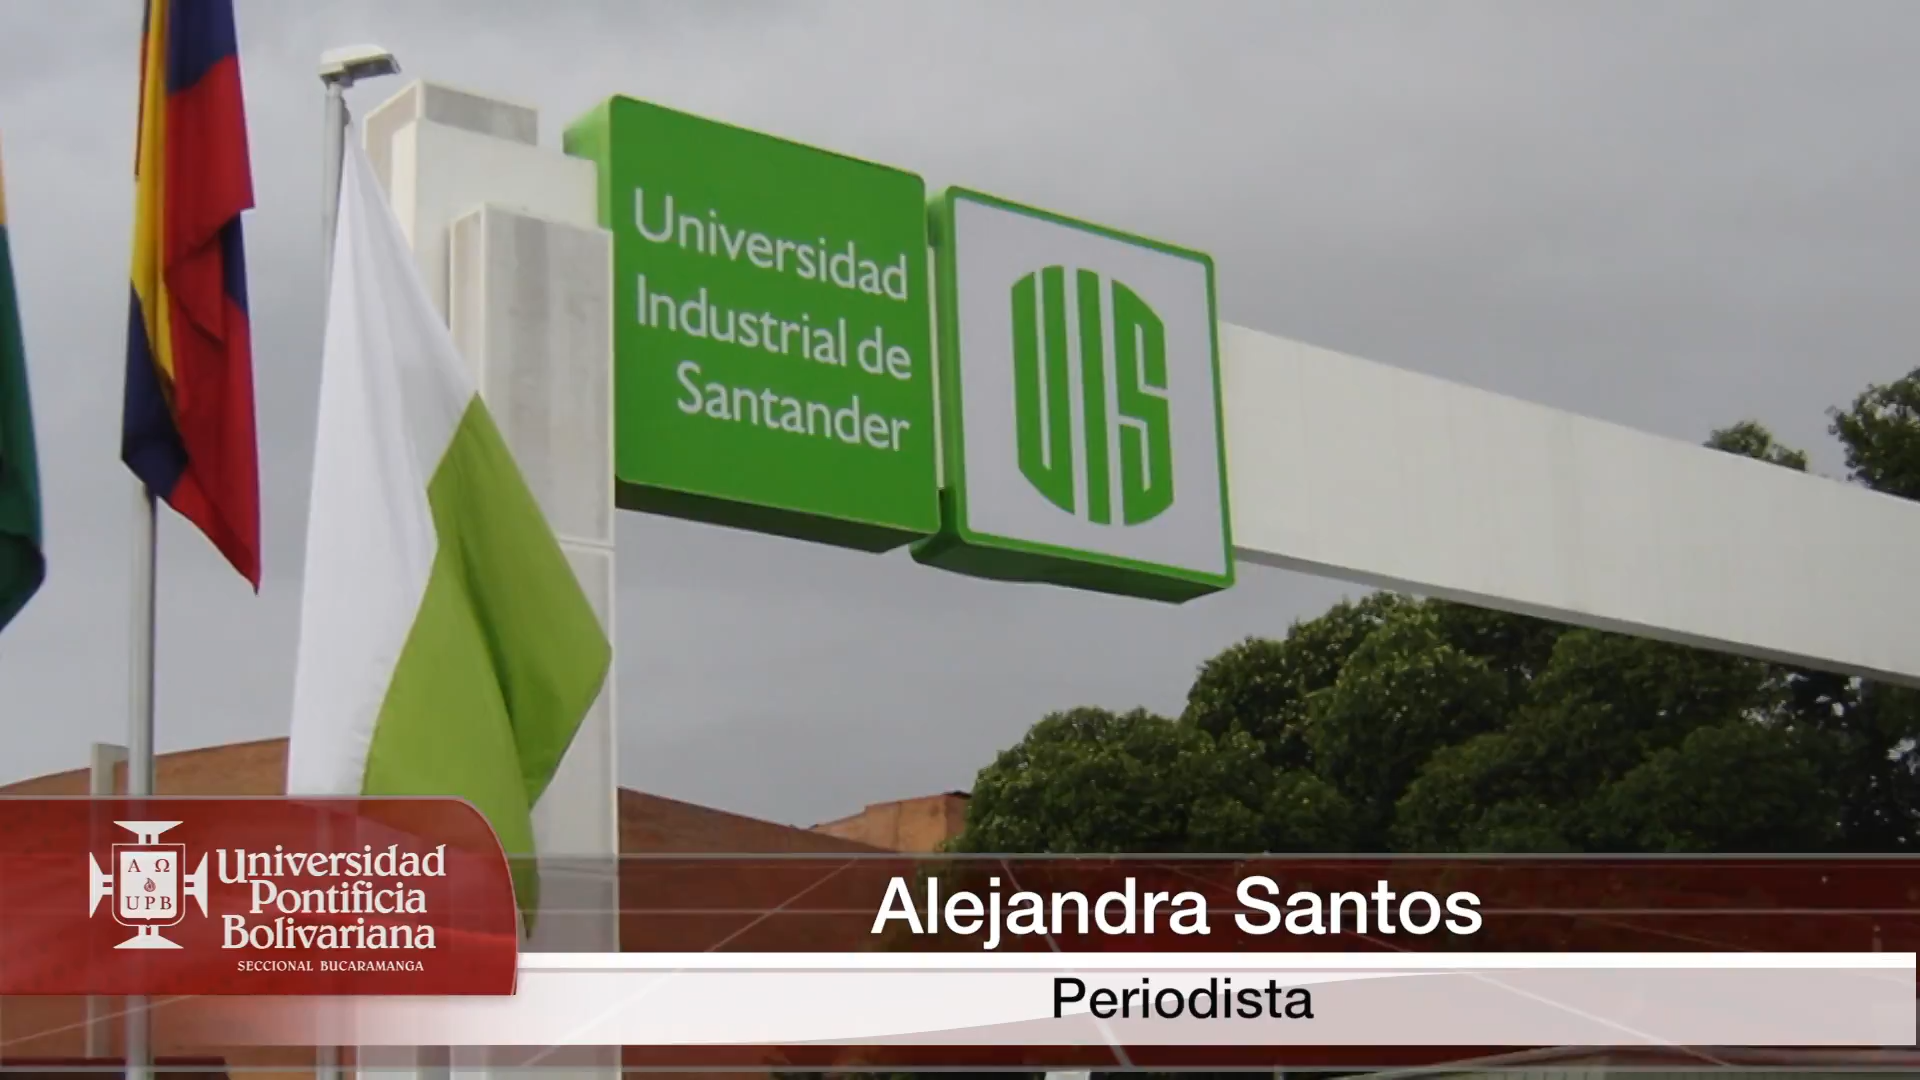 Universidad
Industrial de
Santander
UIS
Α Ω
UPB
Universidad
Pontificia
Bolivariana
SECCIONAL BUCARAMANGA
Alejandra Santos
Periodista